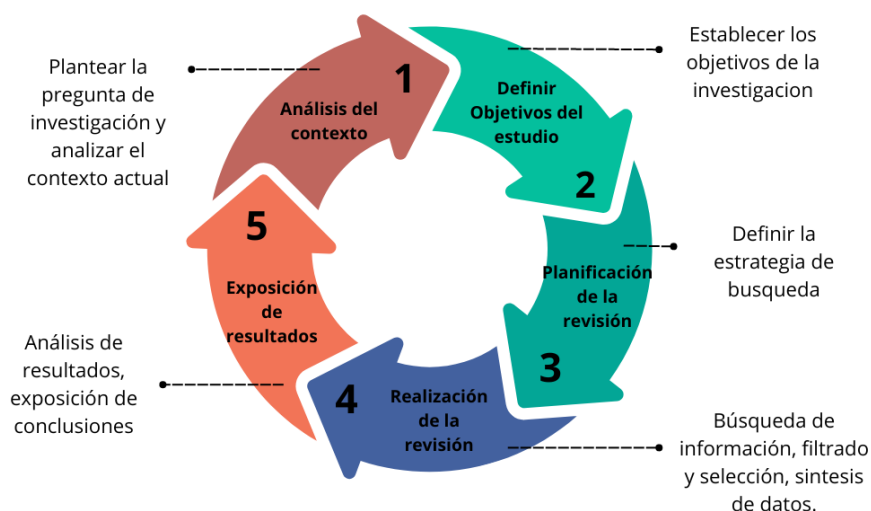 Plantear la
pregunta de
investigación y
analizar el
contexto actual
1
Análisis del
contexto
Establecer los
objetivos de la
investigacion
Definir
Objetivos del
estudio
2
Definir la
estrategia de
busqueda
Planificación
de la
revisión
3
Búsqueda de
información, filtrado
y selección, sintesis
de datos.
Realización
de la
revisión
4
Análisis de
resultados,
exposición de
conclusiones
5
Exposición
de
resultados